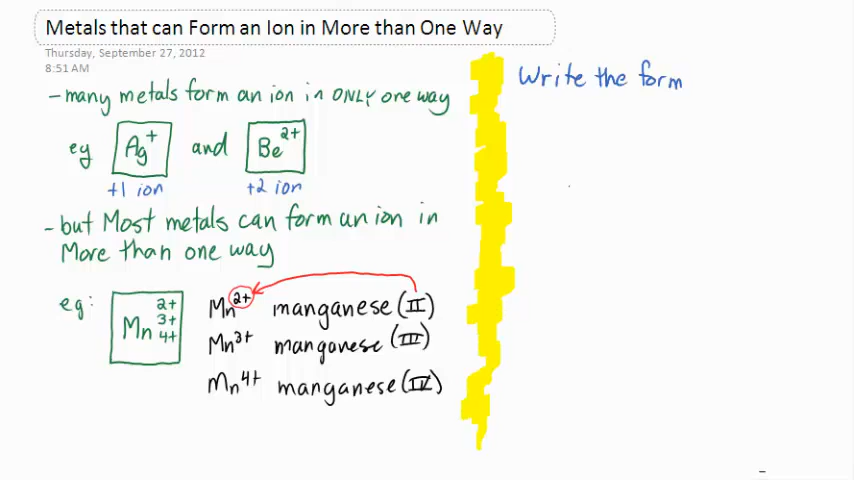 Metals that can Form an Ion in More than One Way
Thursday, September 27, 2012
8:51 AM
- many metals form an ion in ONLY one way
eg Ag+ and Be2+
+1 ion +2 ion
- but Most metals can form an ion in
More than one way
eg: Mn 2+ 3+ 4+
Mn2+ manganese (II)
Mn3+ manganese (III)
Mn4+ manganese (IV)
Write the form